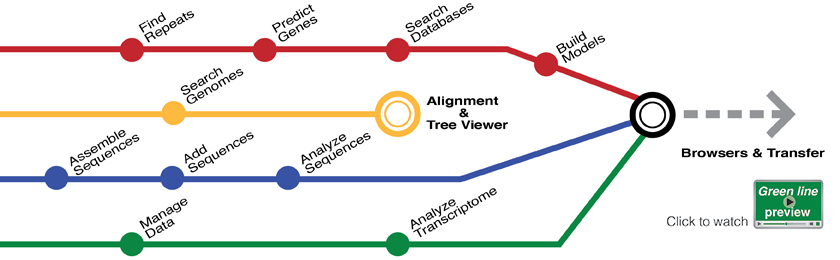 Find
Repeats
Predict
Genes
Search
Databases
Build
Models
Search
Genomes
Alignment
&
Tree Viewer
Assemble
Sequences
Add
Sequences
Analyze
Sequences
Browsers & Transfer
Manage
Data
Analyze
Transcriptome
Click to watch
Green line
preview